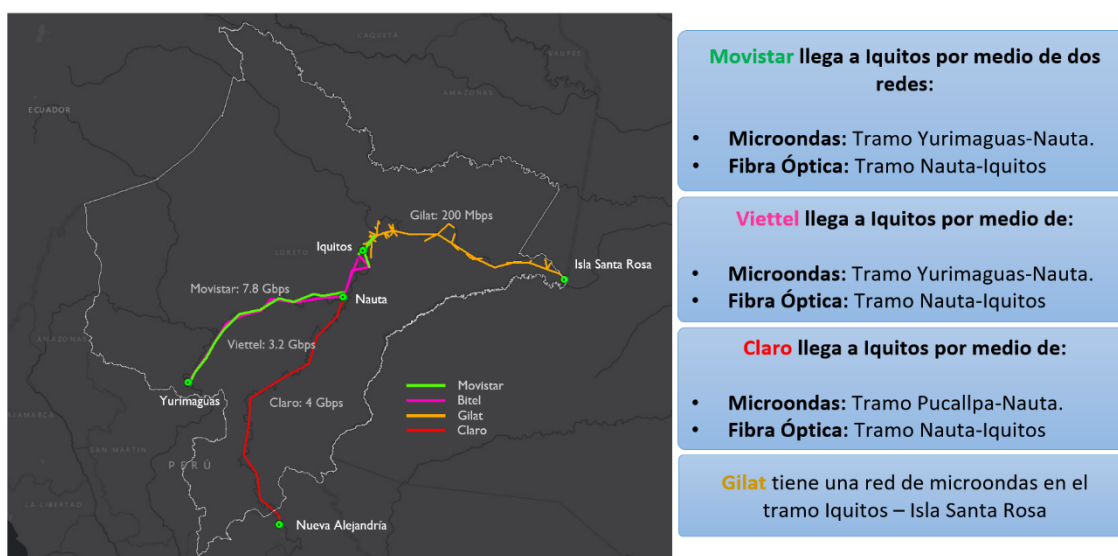 CAQUETÁ
VAUPES
ECUADOR
AMAZONAS
Gilat: 200 Mbps
Iquitos
LORETO
Isla Santa Rosa
Movistar: 7.8 Gbps
Nauta
AMAZONAS
Viettel: 3.2 Gbps
Yurimaguas
Claro: 4 Gbps
Movistar
Bitel
Gilat
Claro
SAN MARTIN
PERÚ
LA LIBERTAD
Nueva Alejandría
Movistar llega a Iquitos por medio de dos
redes:
• Microondas: Tramo Yurimaguas-Nauta.
• Fibra Óptica: Tramo Nauta-Iquitos
Viettel llega a Iquitos por medio de:
• Microondas: Tramo Yurimaguas-Nauta.
• Fibra Óptica: Tramo Nauta-Iquitos
Claro llega a Iquitos por medio de:
• Microondas: Tramo Pucallpa-Nauta.
• Fibra Óptica: Tramo Nauta-Iquitos
Gilat tiene una red de microondas en el
tramo Iquitos – Isla Santa Rosa